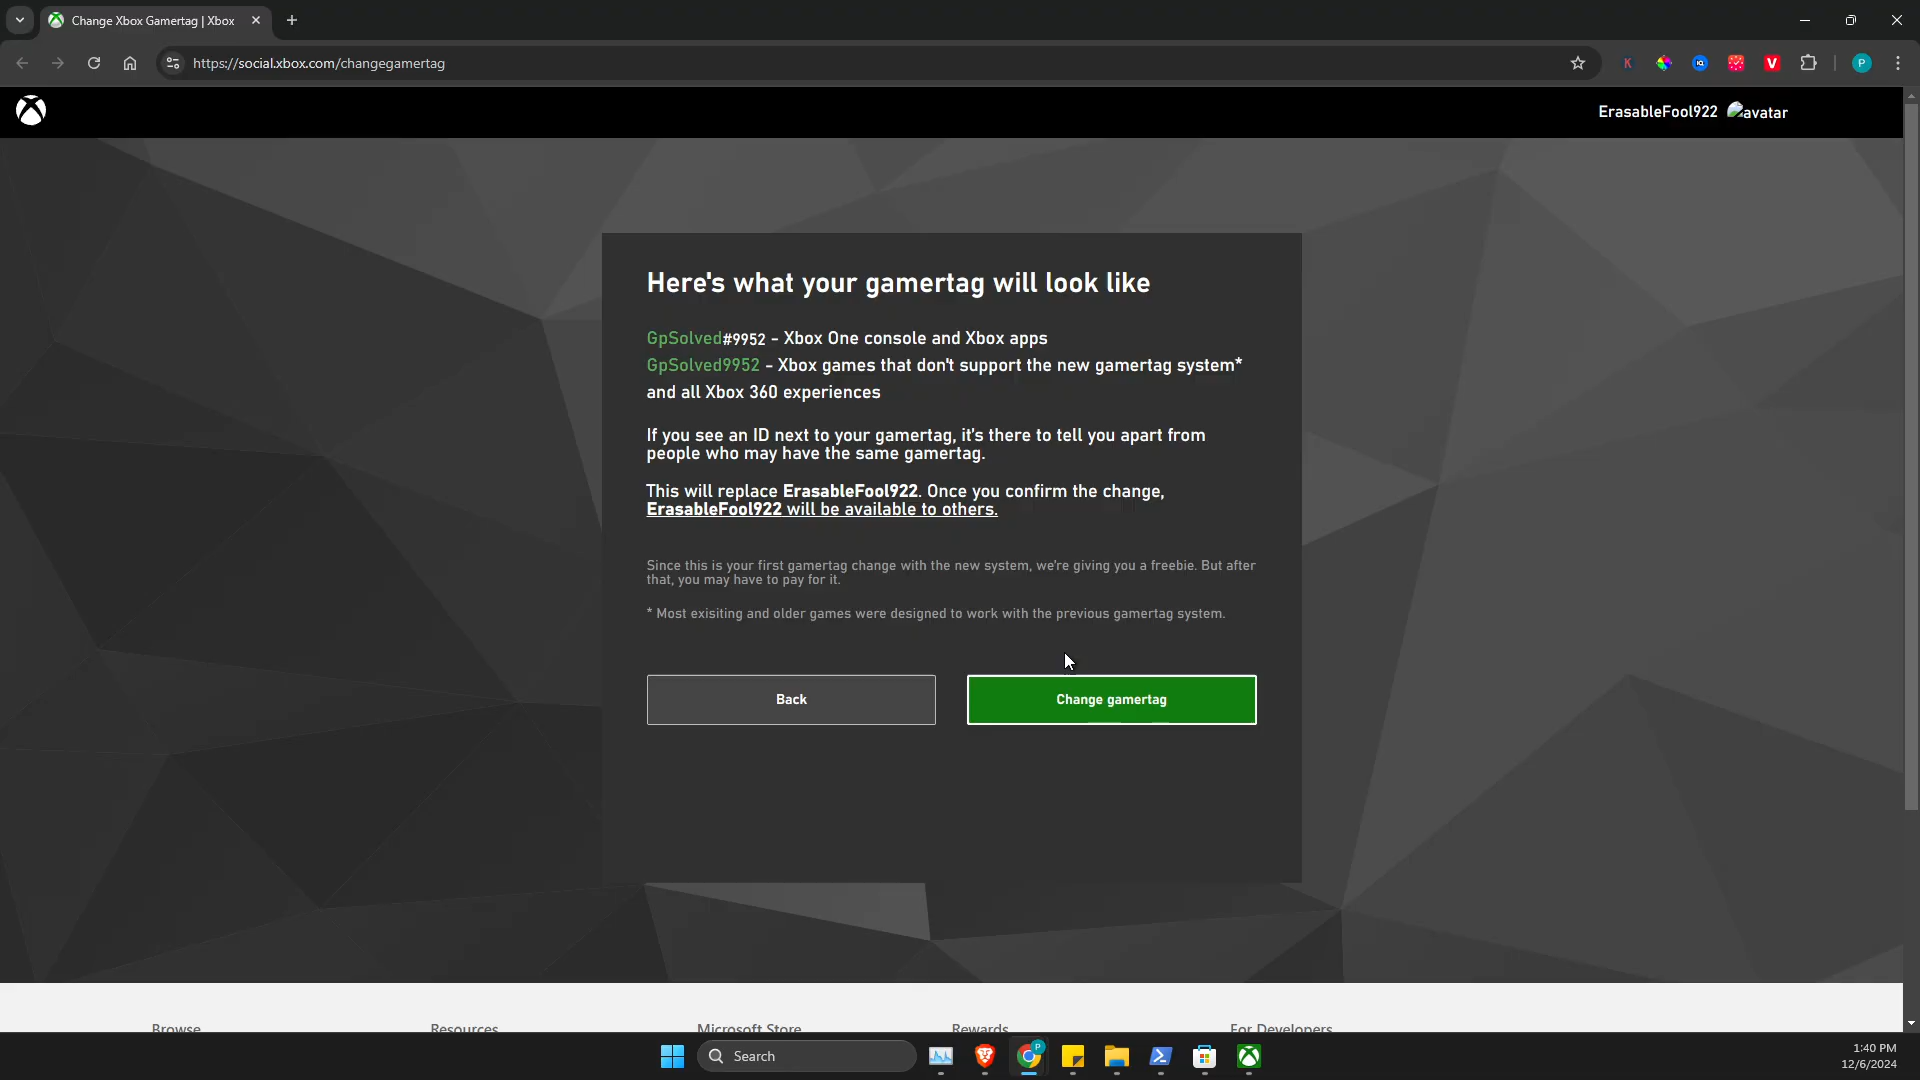 Change Xbox Gamertag | Xbox
https://social.xbox.com/changegamertag
K
V
P
ErasableFool922 avatar
Here's what your gamertag will look like
GpSolved#9952 - Xbox One console and Xbox apps
GpSolved9952 - Xbox games that don't support the new gamertag system*
and all Xbox 360 experiences
If you see an ID next to your gamertag, it's there to tell you apart from
people who may have the same gamertag.
This will replace ErasableFool922. Once you confirm the change,
ErasableFool922 will be available to others.
Since this is your first gamertag change with the new system, we're giving you a freebie. But after
that, you may have to pay for it.
* Most exisiting and older games were designed to work with the previous gamertag system.
Back
Change gamertag
Browse
Resources
Microsoft Store
Rewards
For Developers
Search
P
1:40 PM
12/6/2024